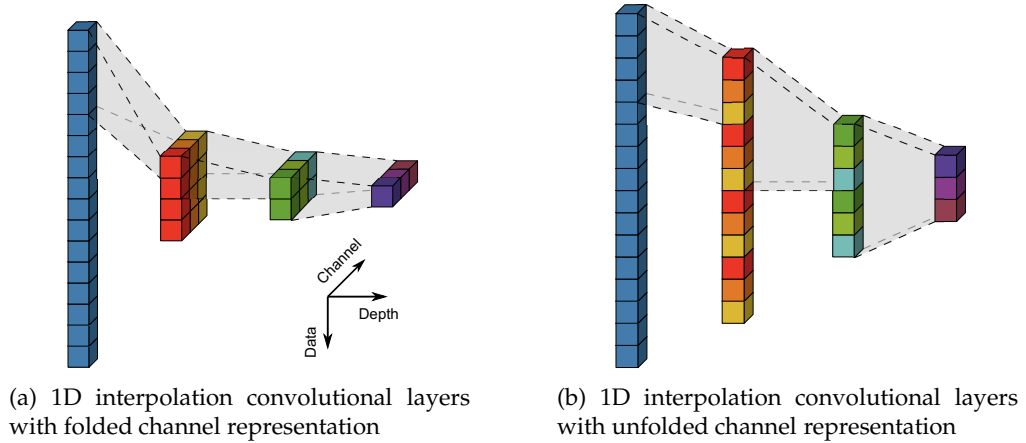 Channel
Depth
Data
(a) 1D interpolation convolutional layers
with folded channel representation
(b) 1D interpolation convolutional layers
with unfolded channel representation